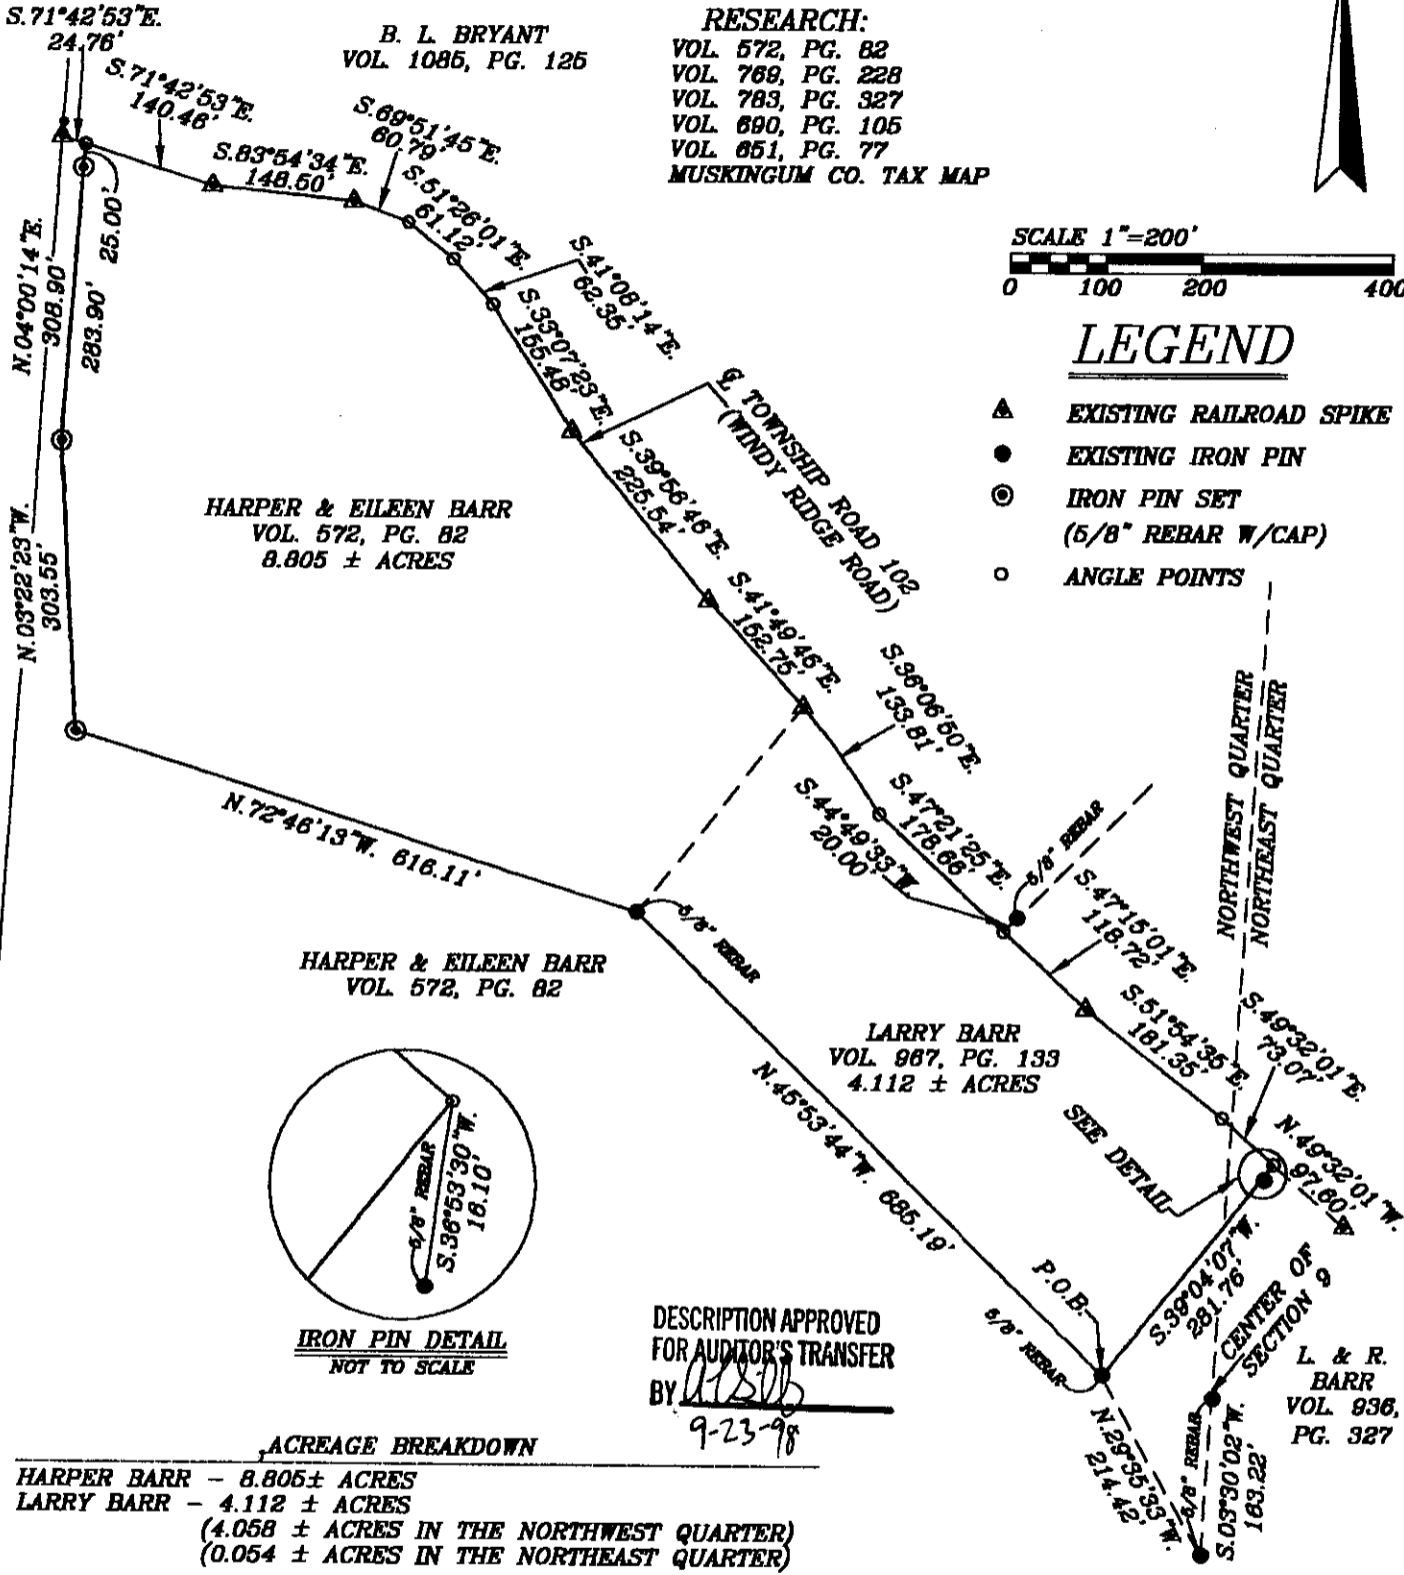 S.71°42'53"E.
24.76'
B. L. BRYANT
VOL. 1085, PG. 125
RESEARCH:
VOL. 572, PG. 82
VOL. 769, PG. 228
VOL. 783, PG. 327
VOL. 690, PG. 105
VOL. 651, PG. 77
MUSKINGUM CO. TAX MAP
S.71°42'53"E.
140.46'
S.83°54'34"E.
148.50'
S.69°51'45"E.
60.79'
S.51°26'01"E.
61.12'
S.41°08'14"E.
62.35'
S.33°07'23"E.
155.48'
N.04°00'14"E.
308.90'
283.90'
25.00'
SCALE 1"=200'
0 100 200 400
LEGEND
EXISTING RAILROAD SPIKE
EXISTING IRON PIN
IRON PIN SET
(5/8" REBAR W/CAP)
ANGLE POINTS
℄ TOWNSHIP ROAD 102
(WINDY RIDGE ROAD)
S.39°56'46"E.
225.54'
HARPER & EILEEN BARR
VOL. 572, PG. 82
8.805 ± ACRES
N.03°22'23"W.
303.55'
S.41°49'46"E.
152.75'
S.36°06'50"E.
133.81'
S.47°21'25"E.
178.66'
S.44°49'33"W.
20.00'
5/8" REBAR
S.47°15'01"E.
118.72'
NORTHWEST QUARTER
NORTHEAST QUARTER
N.72°46'13"W. 616.11'
5/8" REBAR
HARPER & EILEEN BARR
VOL. 572, PG. 82
LARRY BARR
VOL. 967, PG. 133
4.112 ± ACRES
S.51°54'35"E.
181.35'
S.49°32'01"E.
73.07'
N.49°32'01"W.
97.60'
SEE DETAIL
N.45°53'44"W. 685.19'
5/8" REBAR
S.36°53'30"W.
16.10'
IRON PIN DETAIL
NOT TO SCALE
P.O.B.
5/8" REBAR
S.39°04'07"W.
281.76'
CENTER OF
SECTION 9
L. & R.
BARR
VOL. 936,
PG. 327
N.29°35'33"W.
214.42'
5/8" REBAR
S.03°30'02"W.
163.22'
DESCRIPTION APPROVED
FOR AUDITOR'S TRANSFER
BY
9-23-98
ACREAGE BREAKDOWN
HARPER BARR - 8.805± ACRES
LARRY BARR - 4.112 ± ACRES
(4.058 ± ACRES IN THE NORTHWEST QUARTER)
(0.054 ± ACRES IN THE NORTHEAST QUARTER)